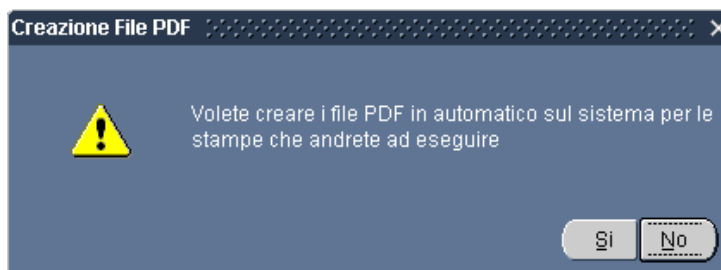 Creazione File PDF
Volete creare i file PDF in automatico sul sistema per le
stampe che andrete ad eseguire
Si No